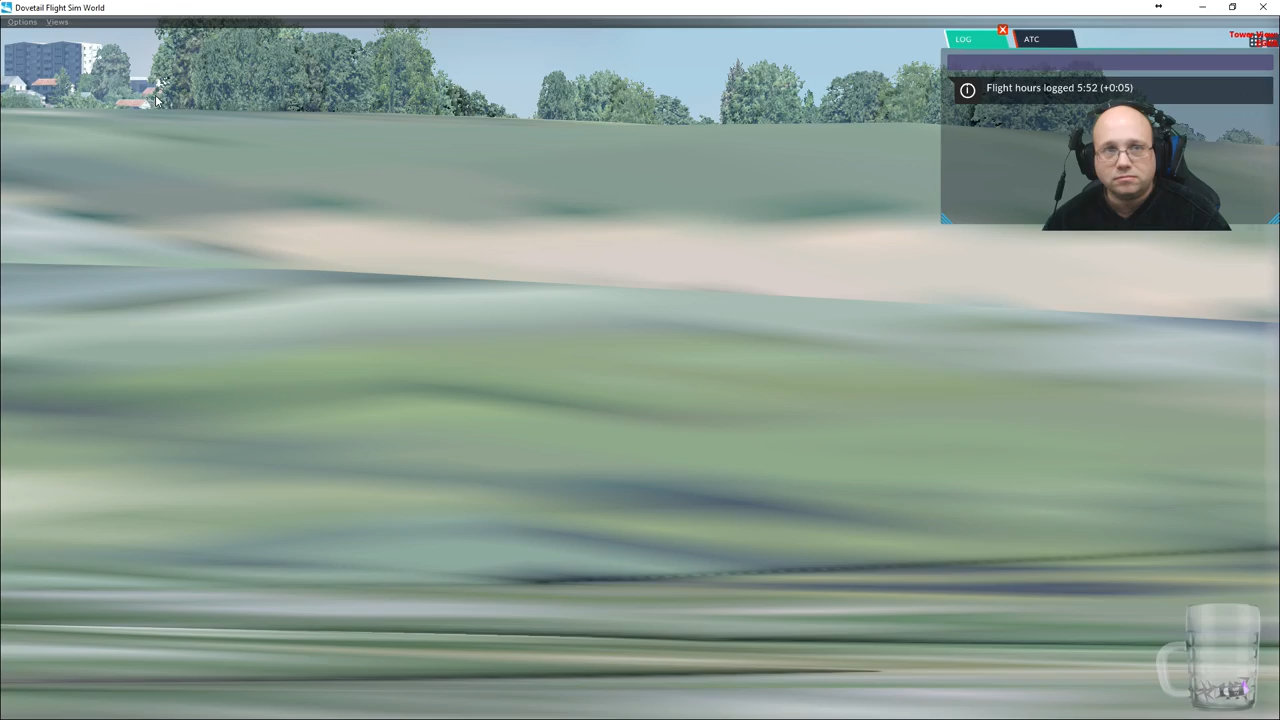 Dovetail Flight Sim World
Options Views
LOG
ATC
Tower View
Flight hours logged 5:52 (+0:05)